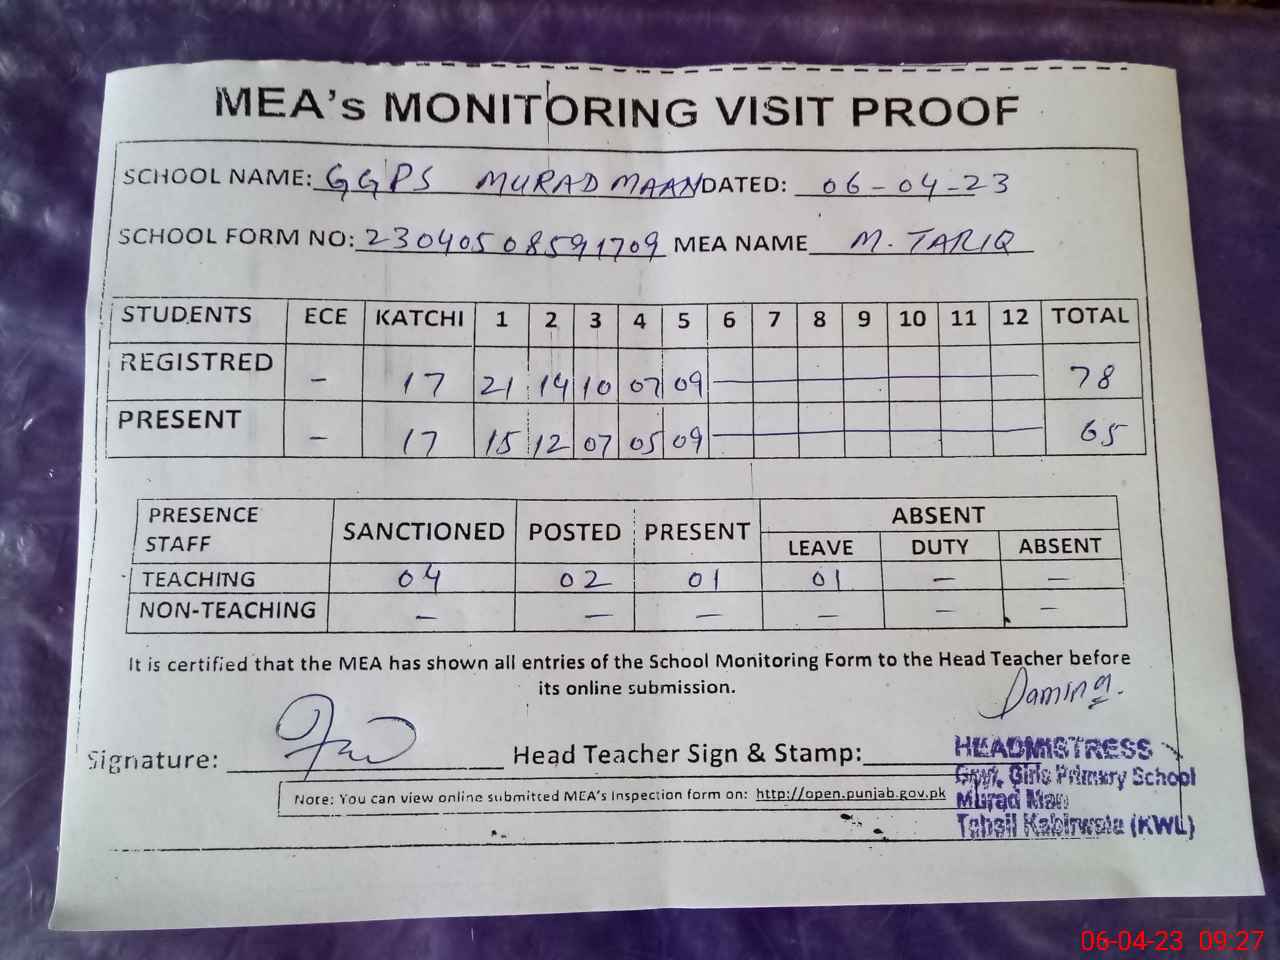 MEA's MONITORING VISIT PROOF
SCHOOL NAME: GGPS MURAD MAAN DATED: 06-04-23
SCHOOL FORM NO: 23040508591709 MEA NAME M. TARIQ
STUDENTS ECE KATCHI 1 2 3 4 5 6 7 8 9 10 11 12 TOTAL
REGISTRED - 17 21 14 10 07 09 78
PRESENT - 17 15 12 07 05 09 65
PRESENCE STAFF SANCTIONED POSTED PRESENT ABSENT
LEAVE DUTY ABSENT
TEACHING 04 02 01 01 - -
NON-TEACHING - - - - - -
It is certified that the MEA has shown all entries of the School Monitoring Form to the Head Teacher before
its online submission.
Signature: Head Teacher Sign & Stamp:
HEADMISTRESS
Govt. Girls Primary School
Murad Man
Tehsil Kabirwala (KWL)
Note: You can view online submitted MEA's Inspection form on: http://open.punjab.gov.pk
06-04-23 09:27